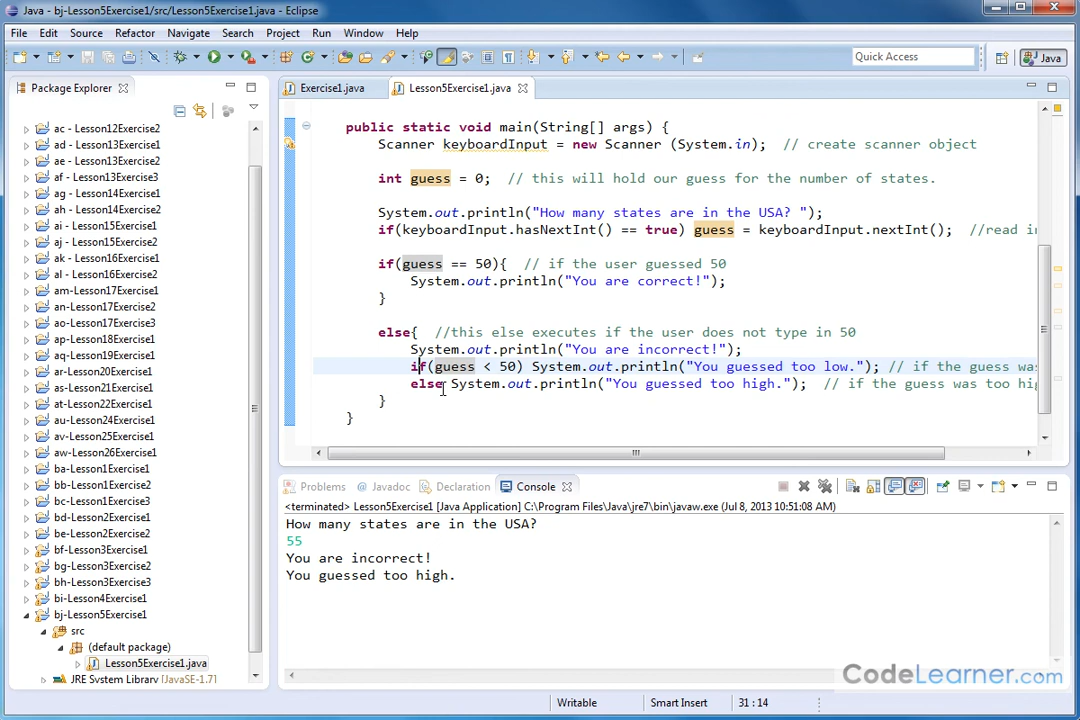 Java - bj-Lesson5Exercise1/src/Lesson5Exercise1.java - Eclipse
File Edit Source Refactor Navigate Search Project Run Window Help
Quick Access
Java
Package Explorer
Exercise1.java
Lesson5Exercise1.java
ac - Lesson12Exercise2
ad - Lesson13Exercise1
ae - Lesson13Exercise2
af - Lesson13Exercise3
ag - Lesson14Exercise1
ah - Lesson14Exercise2
ai - Lesson15Exercise1
aj - Lesson15Exercise2
ak - Lesson16Exercise1
al - Lesson16Exercise2
am-Lesson17Exercise1
an-Lesson17Exercise2
ao-Lesson17Exercise3
ap-Lesson18Exercise1
aq-Lesson19Exercise1
ar-Lesson20Exercise1
as-Lesson21Exercise1
at-Lesson22Exercise1
au-Lesson24Exercise1
av-Lesson25Exercise1
aw-Lesson26Exercise1
ba-Lesson1Exercise1
bb-Lesson1Exercise2
bc-Lesson1Exercise3
bd-Lesson2Exercise1
be-Lesson2Exercise2
bf-Lesson3Exercise1
bg-Lesson3Exercise2
bh-Lesson3Exercise3
bi-Lesson4Exercise1
bj-Lesson5Exercise1
src
(default package)
Lesson5Exercise1.java
JRE System Library [JavaSE-1.7]
public static void main(String[] args) {
Scanner keyboardInput = new Scanner (System.in); // create scanner object
int guess = 0; // this will hold our guess for the number of states.
System.out.println("How many states are in the USA? ");
if(keyboardInput.hasNextInt() == true) guess = keyboardInput.nextInt(); //read i
if(guess == 50){ // if the user guessed 50
System.out.println("You are correct!");
}
else{ //this else executes if the user does not type in 50
System.out.println("You are incorrect!");
if(guess < 50) System.out.println("You guessed too low."); // if the guess was
else System.out.println("You guessed too high."); // if the guess was too hi
}
}
Problems Javadoc Declaration Console
<terminated> Lesson5Exercise1 [Java Application] C:\Program Files\Java\jre7\bin\javaw.exe (Jul 8, 2013 10:51:08 AM)
How many states are in the USA?
55
You are incorrect!
You guessed too high.
CodeLearner.com
Writable Smart Insert 31 : 14